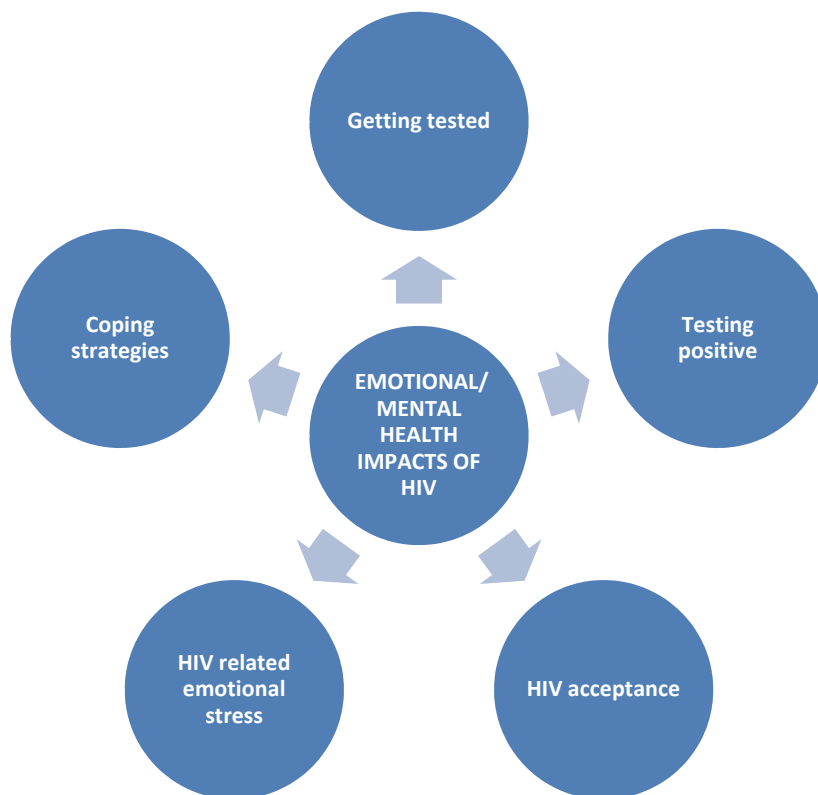 Getting tested
Coping
strategies
Testing
positive
EMOTIONAL/
MENTAL
HEALTH
IMPACTS OF
HIV
HIV related
emotional
stress
HIV acceptance